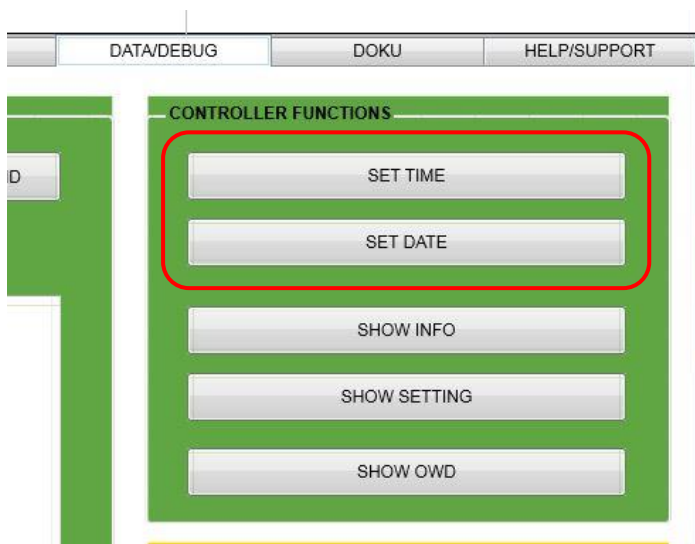 DATA/DEBUG DOKU HELP/SUPPORT
CONTROLLER FUNCTIONS
D
SET TIME
SET DATE
SHOW INFO
SHOW SETTING
SHOW OWD